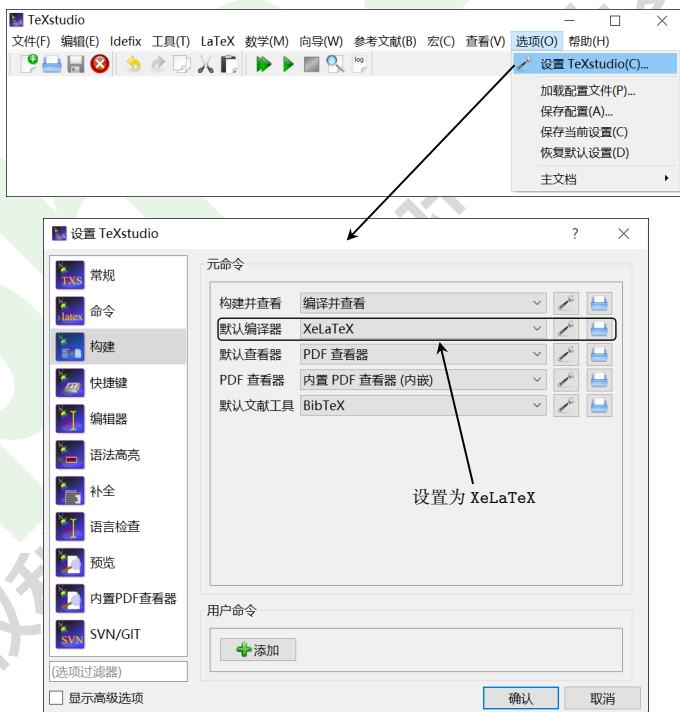 TeXstudio
文件(F) 编辑(E) Idefix 工具(T) LaTeX 数学(M) 向导(W) 参考文献(B) 宏(C) 查看(V) 选项(O) 帮助(H)
log
设置 TeXstudio(C)...
加载配置文件(P)...
保存配置(A)...
保存当前设置(C)
恢复默认设置(D)
主文档
设置 TeXstudio
?
TXS 常规
latex 命令
构建
快捷键
编辑器
语法高亮
补全
语言检查
预览
内置PDF查看器
SVN SVN/GIT
(选项过滤器)
显示高级选项
元命令
构建并查看 编译并查看
默认编译器 XeLaTeX
默认查看器 PDF 查看器
PDF 查看器 内置 PDF 查看器 (内嵌)
默认文献工具 BibTeX
设置为 XeLaTeX
用户命令
添加
确认 取消